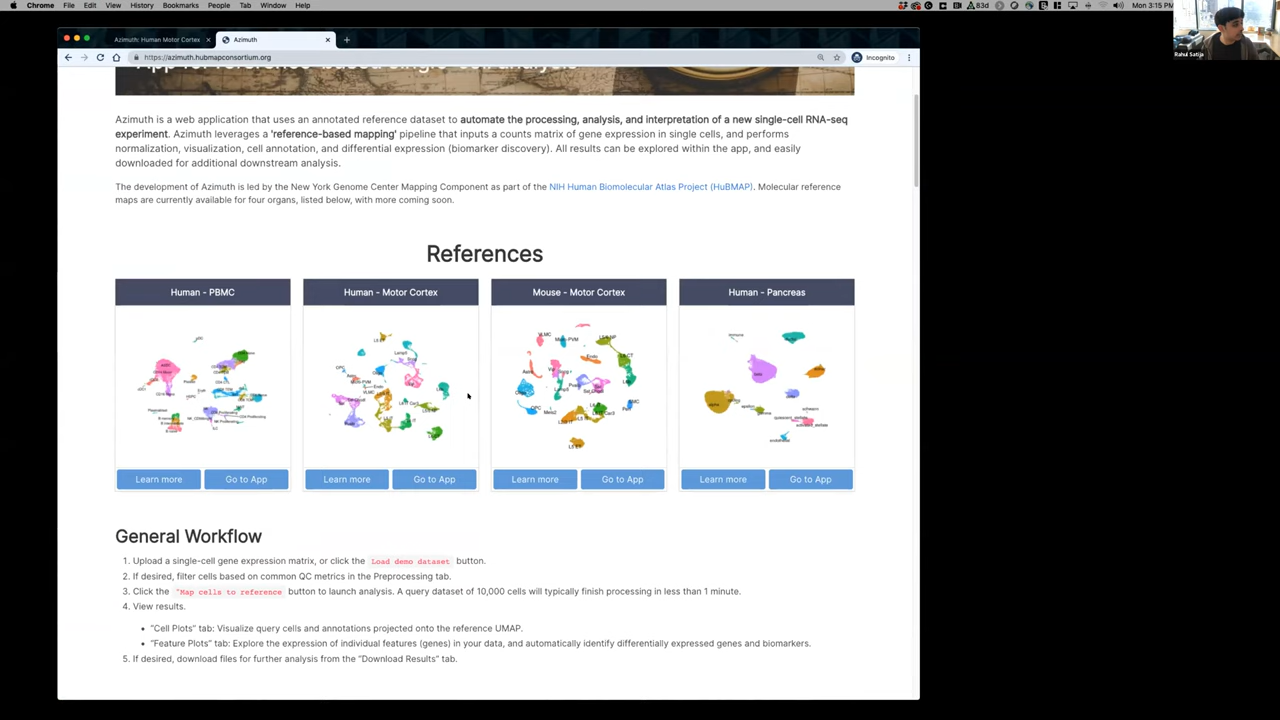 Chrome File Edit View History Bookmarks People Tab Window Help
83d
Mon 3:15 PM
Rahul Satija
Azimuth: Human Motor Cortex
Azimuth
https://azimuth.hubmapconsortium.org
Incognito
Azimuth is a web application that uses an annotated reference dataset to automate the processing, analysis, and interpretation of a new single-cell RNA-seq
experiment. Azimuth leverages a 'reference-based mapping' pipeline that inputs a counts matrix of gene expression in single cells, and performs
normalization, visualization, cell annotation, and differential expression (biomarker discovery). All results can be explored within the app, and easily
downloaded for additional downstream analysis.
The development of Azimuth is led by the New York Genome Center Mapping Component as part of the NIH Human Biomolecular Atlas Project (HuBMAP). Molecular reference
maps are currently available for four organs, listed below, with more coming soon.
References
Human - PBMC
Human - Motor Cortex
Mouse - Motor Cortex
Human - Pancreas
Learn more Go to App
Learn more Go to App
Learn more Go to App
Learn more Go to App
General Workflow
1. Upload a single-cell gene expression matrix, or click the Load demo dataset button.
2. If desired, filter cells based on common QC metrics in the Preprocessing tab.
3. Click the "Map cells to reference button to launch analysis. A query dataset of 10,000 cells will typically finish processing in less than 1 minute.
4. View results.
• "Cell Plots" tab: Visualize query cells and annotations projected onto the reference UMAP.
• "Feature Plots" tab: Explore the expression of individual features (genes) in your data, and automatically identify differentially expressed genes and biomarkers.
5. If desired, download files for further analysis from the "Download Results" tab.